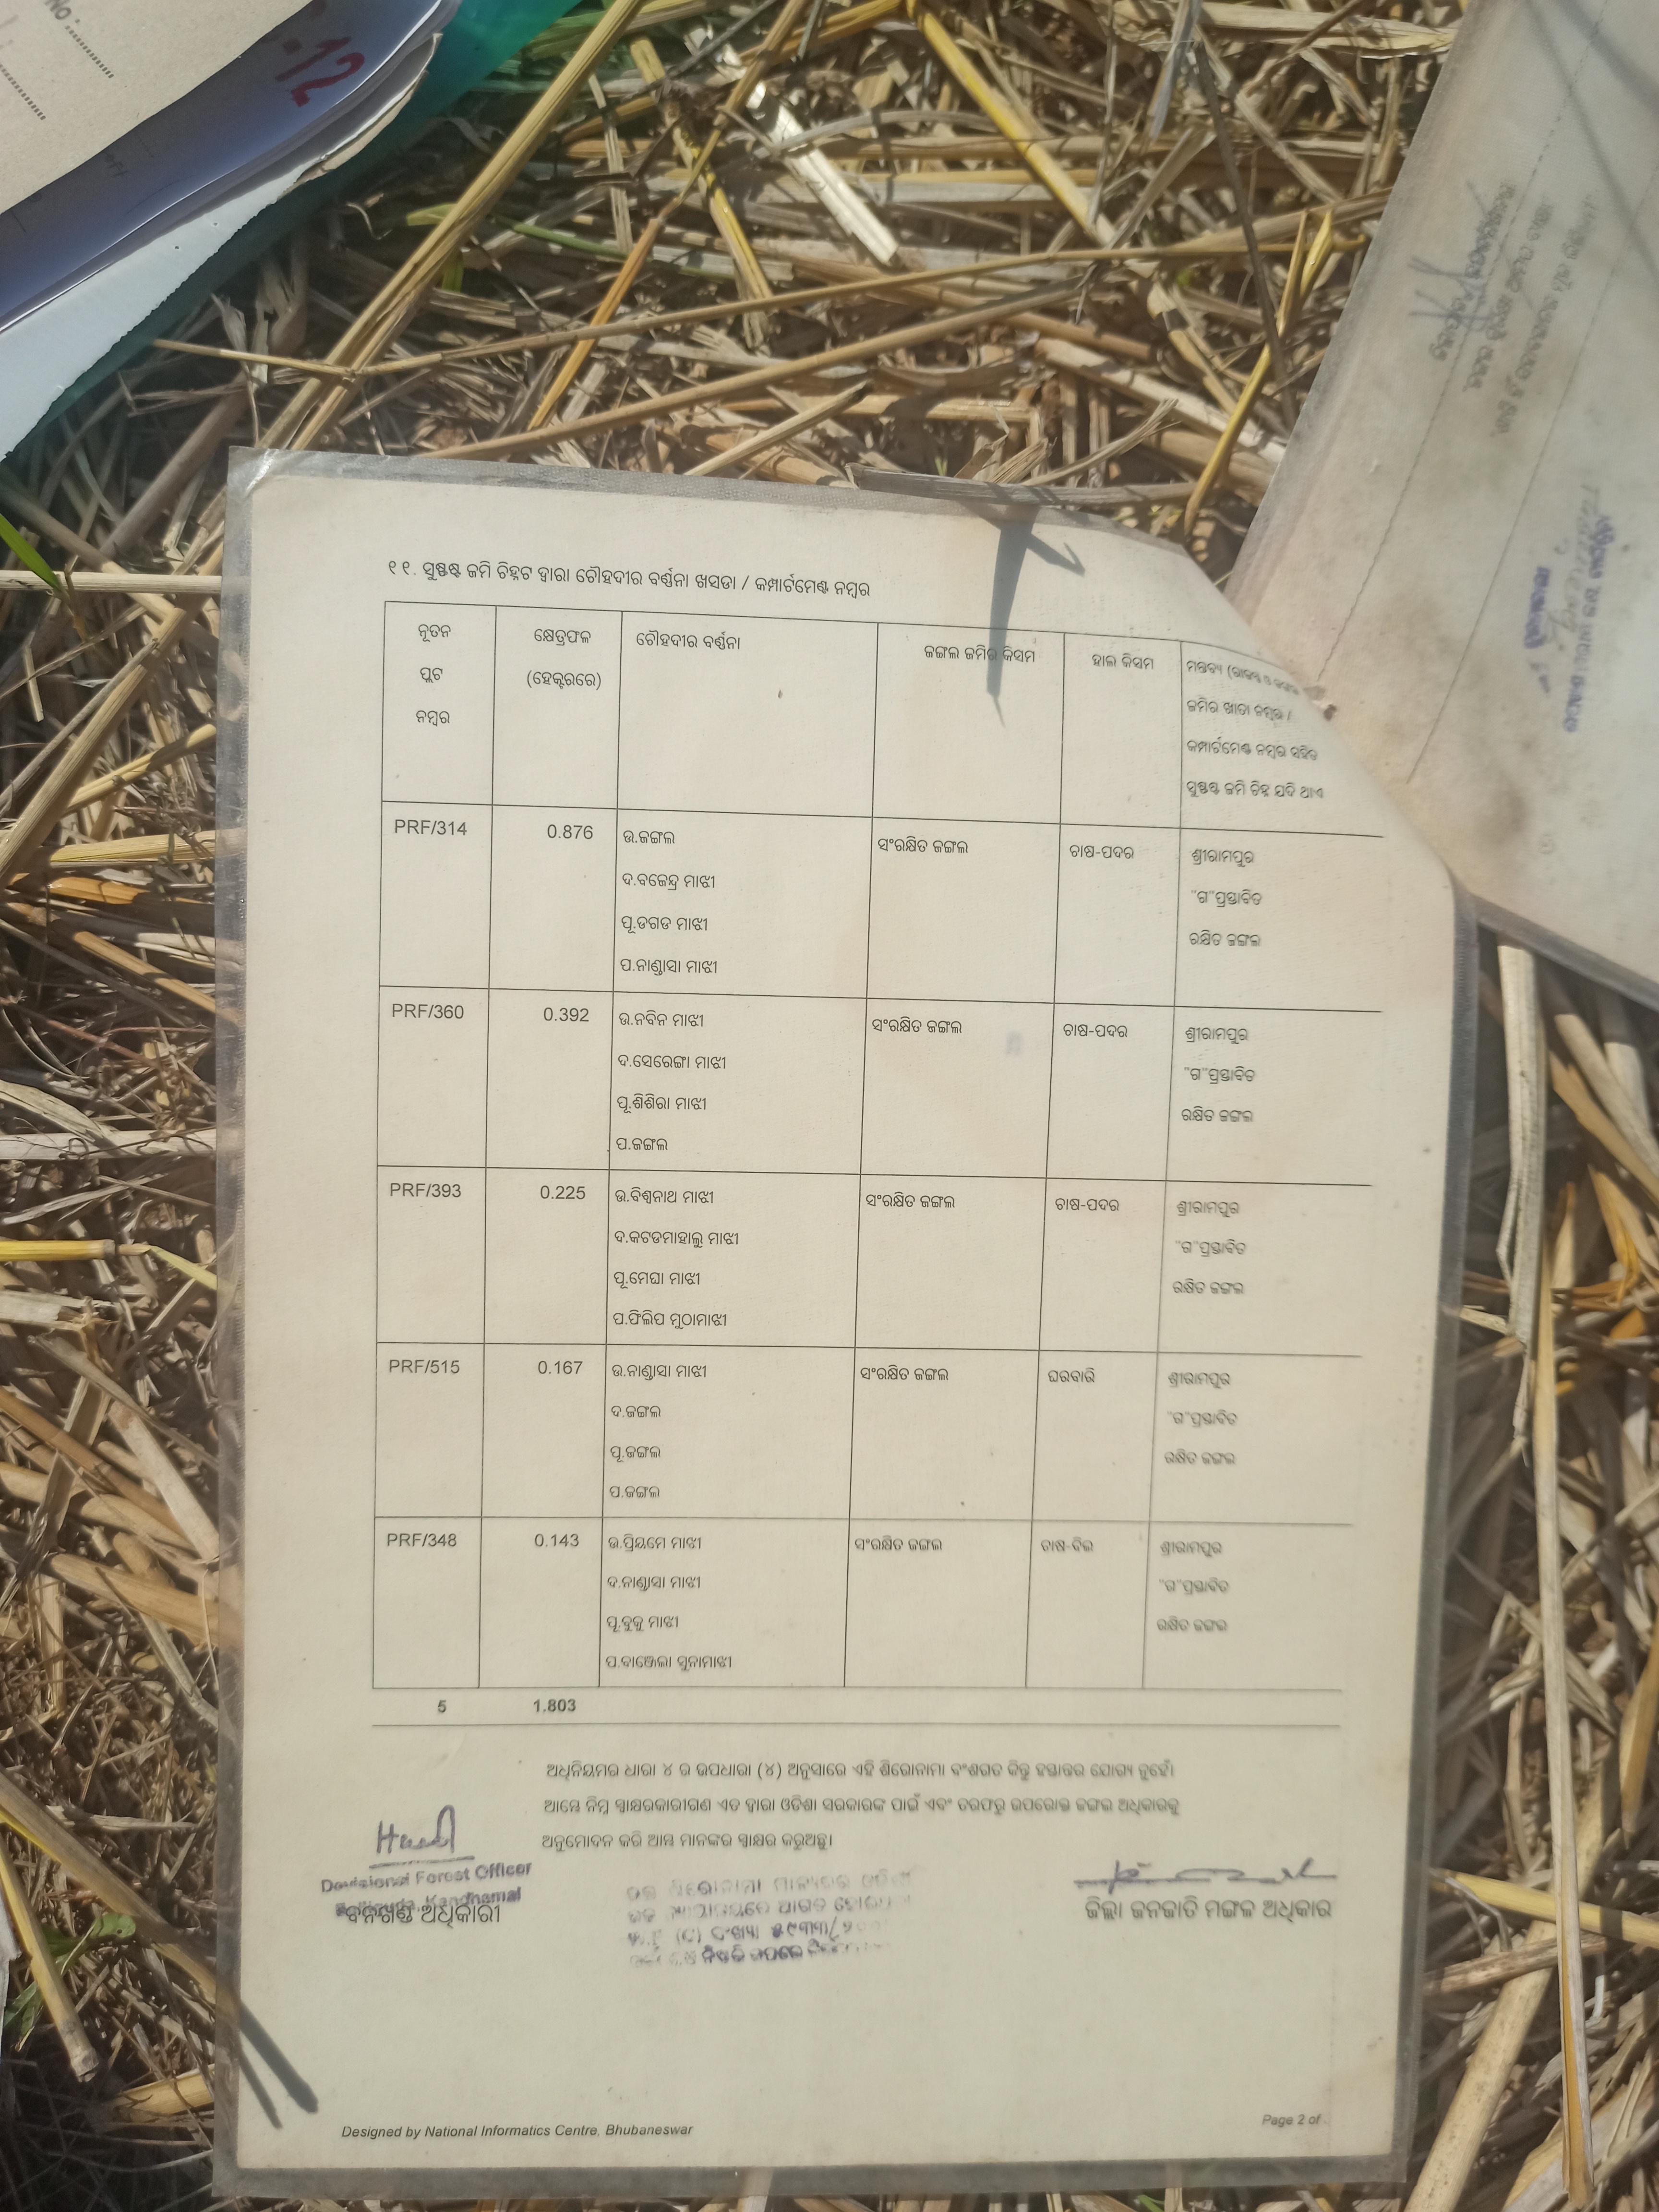 No :
.12
୧୧. ସୁଷ୍ପଷ୍ଟ ଜମି ଚିହ୍ନଟ ଦ୍ୱାରା ଚୌହଦୀର ବର୍ଣ୍ଣନା ଖସଡା / କମ୍ପାର୍ଟମେଣ୍ଟ ନମ୍ବର
ନୂତନ ପ୍ଲଟ ନମ୍ବର
କ୍ଷେତ୍ରଫଳ (ହେକ୍ଟରରେ)
ଚୌହଦୀର ବର୍ଣ୍ଣନା
ଜଙ୍ଗଲ ଜମିର କିସମ
ହାଲ କିସମ
ମନ୍ତବ୍ୟ
ଜମିର ଖାତା ନମ୍ବର /
କମ୍ପାର୍ଟମେଣ୍ଟ ନମ୍ବର ସହିତ
ସୁଷ୍ପଷ୍ଟ ଜମି ଚିହ୍ନ ଯଦି ଥାଏ
PRF/314 0.876 ଉ.ଜଙ୍ଗଲ ସଂରକ୍ଷିତ ଜଙ୍ଗଲ ଚାଷ-ପଦର ଶ୍ରୀରାମପୁର
ଦ.ବଜେନ୍ଦ୍ର ମାଝୀ "ଗ"ପ୍ରସ୍ତାବିତ
ପୂ.ଡଗଡ ମାଝୀ ରକ୍ଷିତ ଜଙ୍ଗଲ
ପ.ନାଣ୍ଡାସା ମାଝୀ
PRF/360 0.392 ଉ.ନବିନ ମାଝୀ ସଂରକ୍ଷିତ ଜଙ୍ଗଲ ଚାଷ-ପଦର ଶ୍ରୀରାମପୁର
ଦ.ସେରେଙ୍ଗା ମାଝୀ "ଗ"ପ୍ରସ୍ତାବିତ
ପୂ.ଶିଶିରା ମାଝୀ ରକ୍ଷିତ ଜଙ୍ଗଲ
ପ.ଜଙ୍ଗଲ
PRF/393 0.225 ଉ.ବିଶ୍ୱନାଥ ମାଝୀ ସଂରକ୍ଷିତ ଜଙ୍ଗଲ ଚାଷ-ପଦର ଶ୍ରୀରାମପୁର
ଦ.କଟଡମାହାଲୁ ମାଝୀ "ଗ"ପ୍ରସ୍ତାବିତ
ପୂ.ମେଘା ମାଝୀ ରକ୍ଷିତ ଜଙ୍ଗଲ
ପ.ଫିଲିପ ମୁଠାମାଝୀ
PRF/515 0.167 ଉ.ନାଣ୍ଡାସା ମାଝୀ ସଂରକ୍ଷିତ ଜଙ୍ଗଲ ଘରବାରି ଶ୍ରୀରାମପୁର
ଦ.ଜଙ୍ଗଲ "ଗ"ପ୍ରସ୍ତାବିତ
ପୂ.ଜଙ୍ଗଲ ରକ୍ଷିତ ଜଙ୍ଗଲ
ପ.ଜଙ୍ଗଲ
PRF/348 0.143 ଉ.ପ୍ରିୟମେ ମାଝୀ ସଂରକ୍ଷିତ ଜଙ୍ଗଲ ଚାଷ-ବିଲ ଶ୍ରୀରାମପୁର
ଦ.ନାଣ୍ଡାସା ମାଝୀ "ଗ"ପ୍ରସ୍ତାବିତ
ପୂ.ବୁକୁ ମାଝୀ ରକ୍ଷିତ ଜଙ୍ଗଲ
ପ.ବାଞ୍ଜେଲା ସୁନାମାଝୀ
5 1.803
ଅଧିନିୟମର ଧାରା ୪ ର ଉପଧାରା (୪) ଅନୁସାରେ ଏହି ଶିରୋନାମା ବଂଶଗତ କିନ୍ତୁ ହସ୍ତାନ୍ତର ଯୋଗ୍ୟ ନୁହେଁ।
ଆମ୍ଭେ ନିମ୍ନ ସ୍ୱାକ୍ଷରକାରୀଗଣ ଏତ ଦ୍ୱାରା ଓଡିଶା ସରକାରଙ୍କ ପାଇଁ ଏବଂ ତରଫରୁ ଉପରୋକ୍ତ ଜଙ୍ଗଲ ଅଧିକାରକୁ
ଅନୁମୋଦନ କରି ଆମ୍ଭ ମାନଙ୍କର ସ୍ୱାକ୍ଷର କରୁଅଛୁ।
Devisional Forest Officer
Kandhamal
ବନଖଣ୍ଡ ଅଧିକାରୀ
ଶିରୋନାମା
ସଂଖ୍ୟା
ଜିଲ୍ଲା ଜନଜାତି ମଙ୍ଗଳ ଅଧିକାର
Designed by National Informatics Centre, Bhubaneswar
Page 2 of